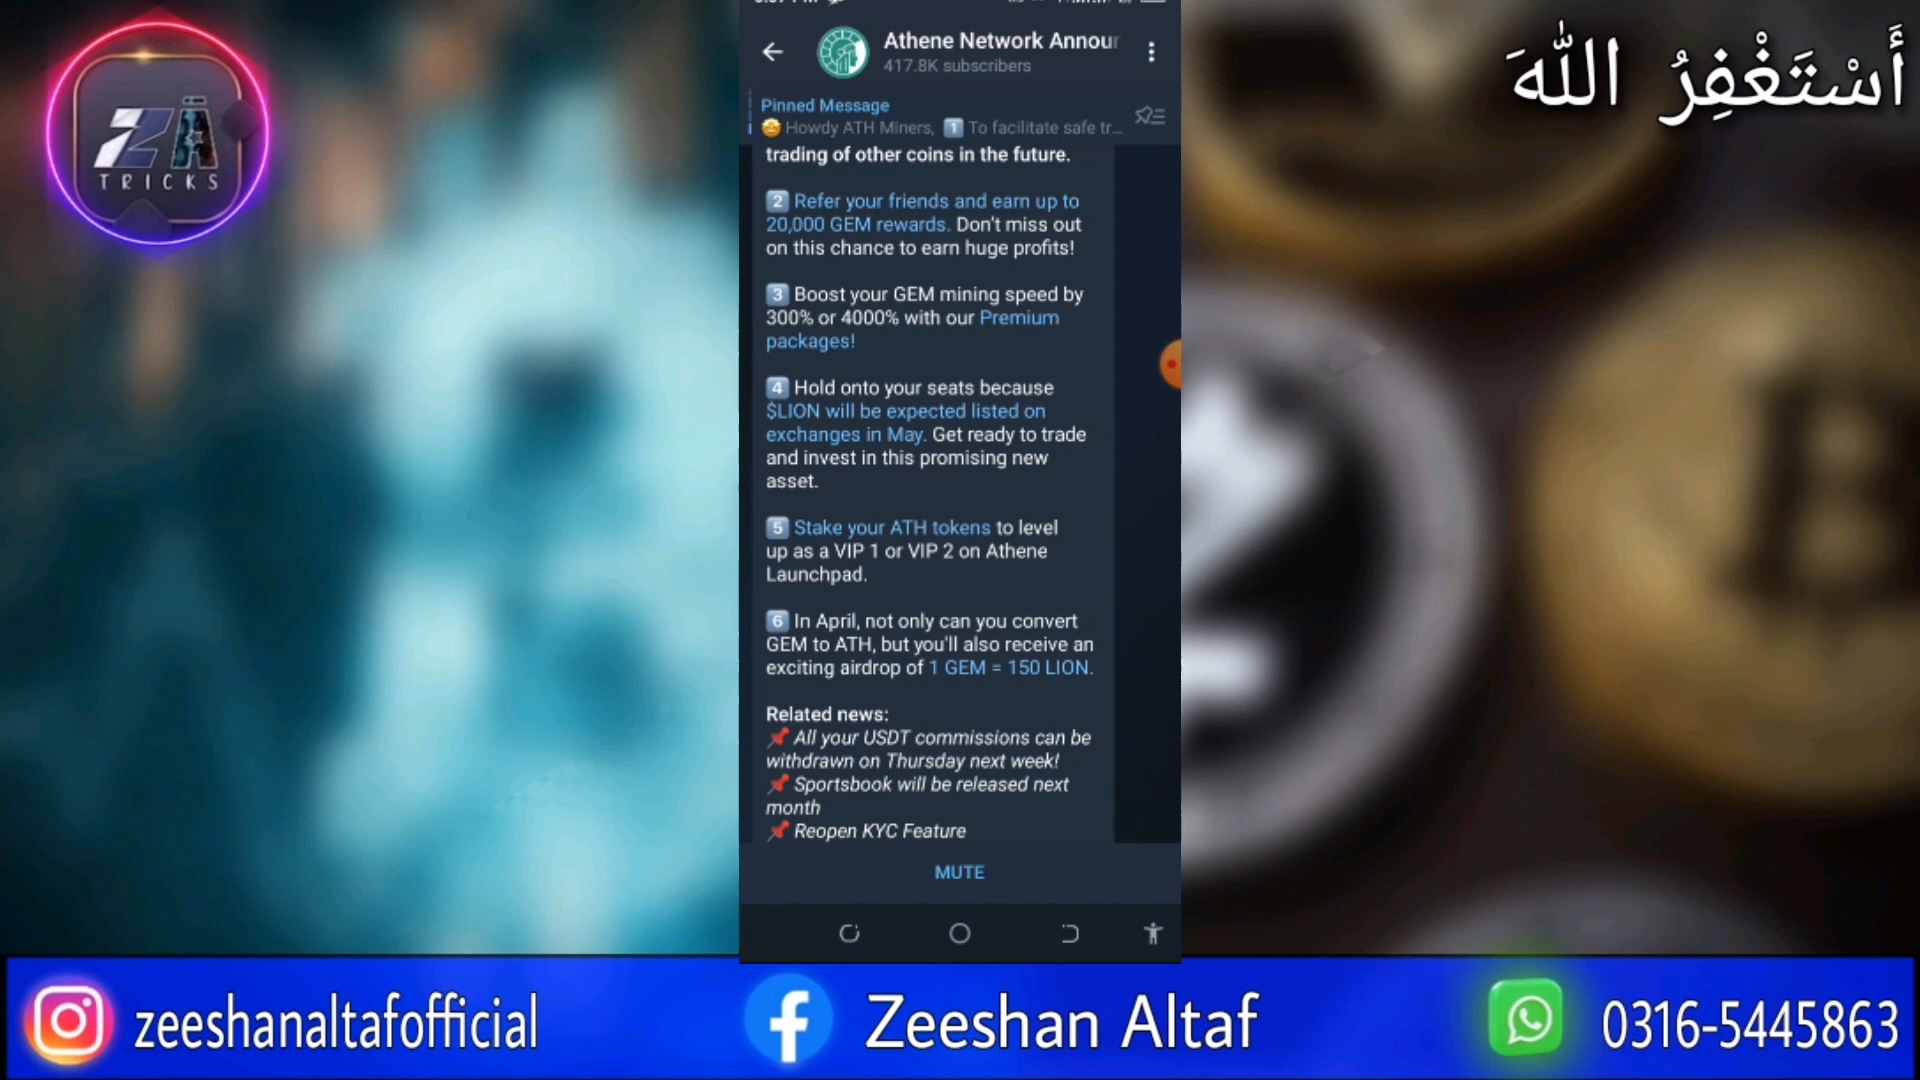 ZA
TRICKS
أَسْتَغْفِرُ اللّٰهَ
Athene Network Annour
417.8K subscribers
Pinned Message
🤩 Howdy ATH Miners, 1️⃣ To facilitate safe tr...
trading of other coins in the future.
2️⃣ Refer your friends and earn up to
20,000 GEM rewards. Don't miss out
on this chance to earn huge profits!
3️⃣ Boost your GEM mining speed by
300% or 4000% with our Premium
packages!
4️⃣ Hold onto your seats because
$LION will be expected listed on
exchanges in May. Get ready to trade
and invest in this promising new
asset.
5️⃣ Stake your ATH tokens to level
up as a VIP 1 or VIP 2 on Athene
Launchpad.
6️⃣ In April, not only can you convert
GEM to ATH, but you'll also receive an
exciting airdrop of 1 GEM = 150 LION.
Related news:
📌 All your USDT commissions can be
withdrawn on Thursday next week!
📌 Sportsbook will be released next
month
📌 Reopen KYC Feature
MUTE
zeeshanaltafofficial
Zeeshan Altaf
0316-5445863